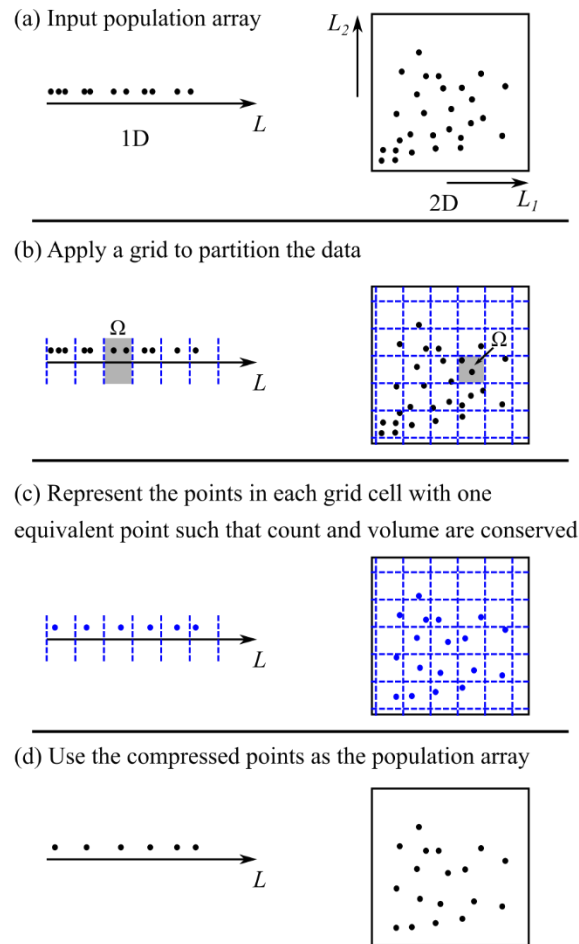 (a) Input population array
L₂
L
1D
2D
L₁
(b) Apply a grid to partition the data
Ω
Ω
L
(c) Represent the points in each grid cell with one
equivalent point such that count and volume are conserved
L
(d) Use the compressed points as the population array
L